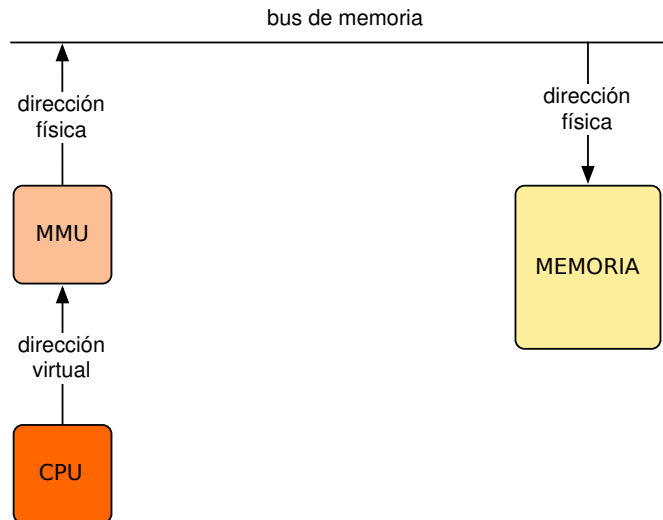 bus de memoria
dirección
física
dirección
física
MMU
MEMORIA
dirección
virtual
CPU